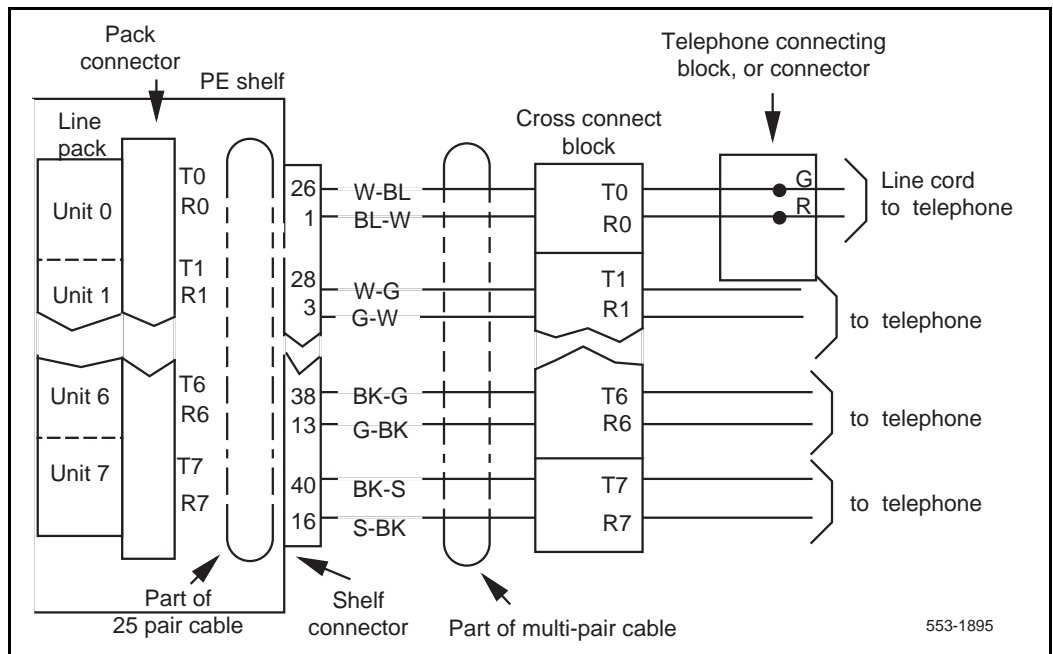 Pack
connector
PE shelf
Telephone connecting
block, or connector
Line
pack
Cross connect
block
Unit 0
T0
R0
26
W-BL
T0
G
1
BL-W
R0
R
Line cord
to telephone
Unit 1
T1
R1
28
W-G
T1
3
G-W
R1
to telephone
Unit 6
T6
R6
38
BK-G
T6
13
G-BK
R6
to telephone
Unit 7
T7
R7
40
BK-S
T7
16
S-BK
R7
to telephone
Part of
25 pair cable
Shelf
connector
Part of multi-pair cable
553-1895